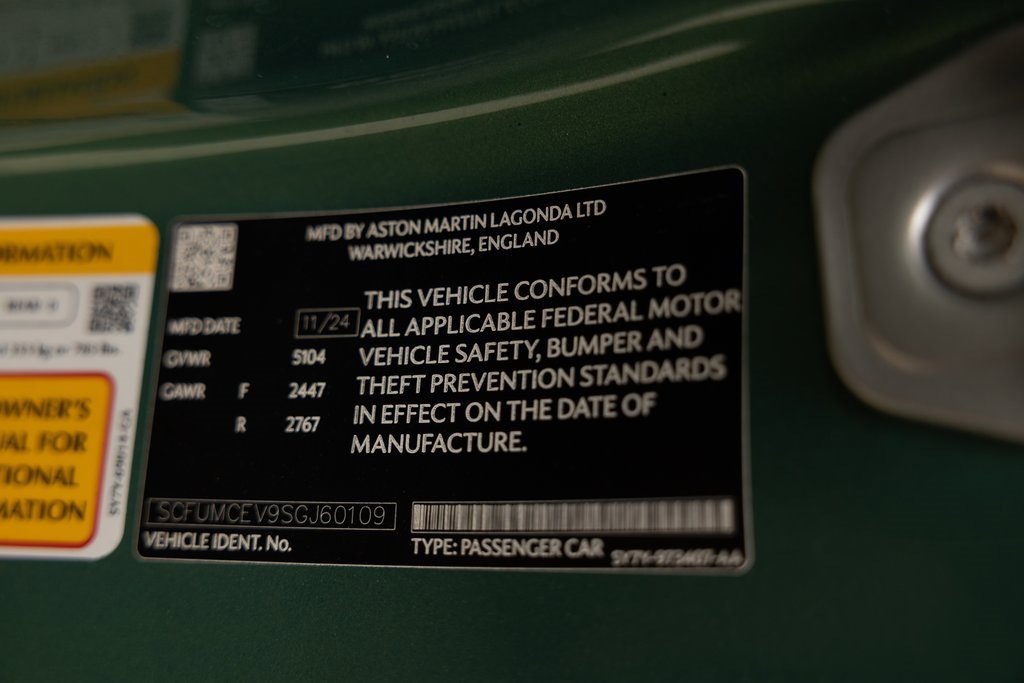 ORMATION
MFD BY ASTON MARTIN LAGONDA LTD
WARWICKSHIRE, ENGLAND
THIS VEHICLE CONFORMS TO
ALL APPLICABLE FEDERAL MOTOR
VEHICLE SAFETY, BUMPER AND
THEFT PREVENTION STANDARDS
IN EFFECT ON THE DATE OF
MANUFACTURE.
MFD DATE 11/24
GVWR 5104
GAWR F 2447
R 2767
SCFUMCEV9SGJ60109
VEHICLE IDENT. No.
TYPE: PASSENGER CAR
OWNER'S
UAL FOR
TIONAL
MATION